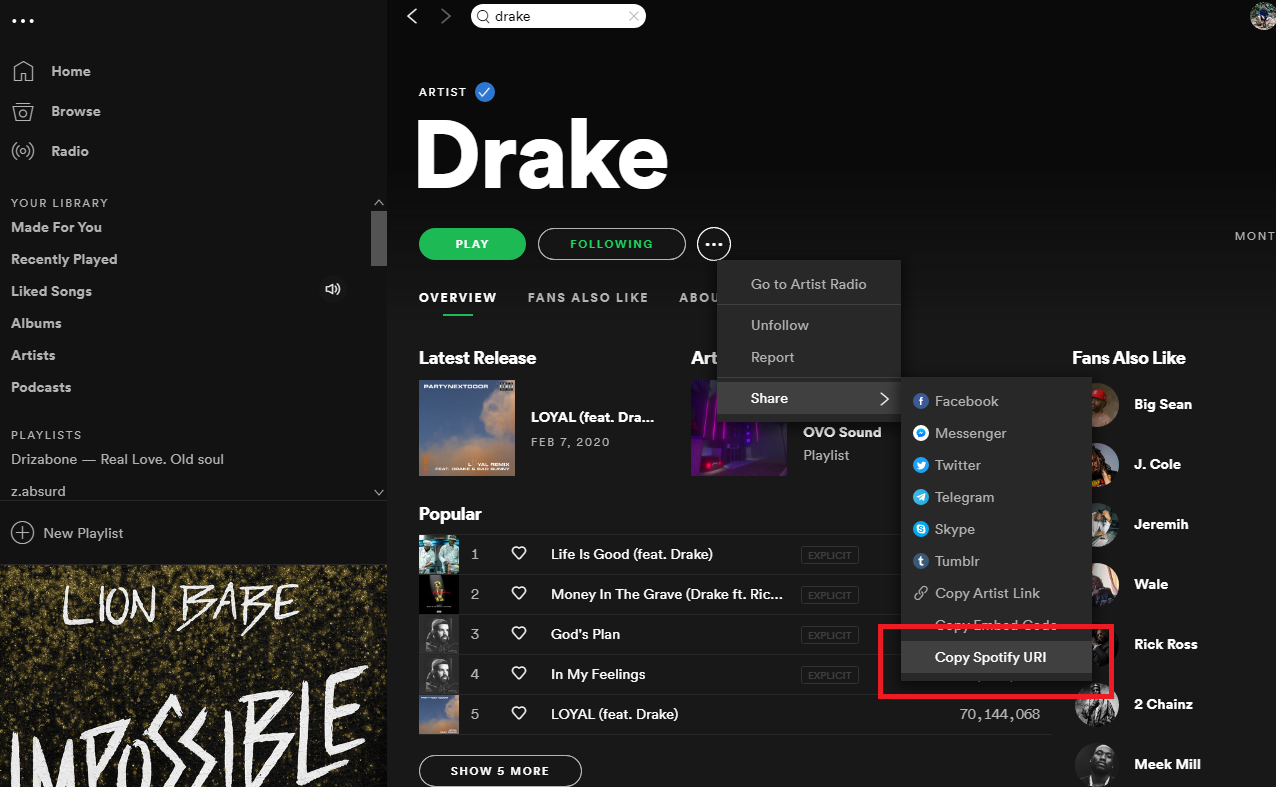 drake
Home
Browse
Radio
YOUR LIBRARY
Made For You
Recently Played
Liked Songs
Albums
Artists
Podcasts
PLAYLISTS
Drizabone — Real Love. Old soul
z.absurd
New Playlist
LION BABE
IMPOSSIBLE
ARTIST
Drake
PLAY
FOLLOWING
MONT
OVERVIEW
FANS ALSO LIKE
ABOU
Go to Artist Radio
Unfollow
Report
Share
Facebook
Messenger
Twitter
Telegram
Skype
Tumblr
Copy Artist Link
Copy Embed Code
Copy Spotify URI
Latest Release
PARTYNEXTDOOR
LOYAL REMIX
FEAT. DRAKE & BAD BUNNY
LOYAL (feat. Dra...
FEB 7, 2020
Art
OVO Sound
Playlist
Popular
1 Life Is Good (feat. Drake) EXPLICIT
2 Money In The Grave (Drake ft. Ric... EXPLICIT
3 God's Plan EXPLICIT
4 In My Feelings EXPLICIT
5 LOYAL (feat. Drake) 70,144,068
SHOW 5 MORE
Fans Also Like
Big Sean
J. Cole
Jeremih
Wale
Rick Ross
2 Chainz
Meek Mill